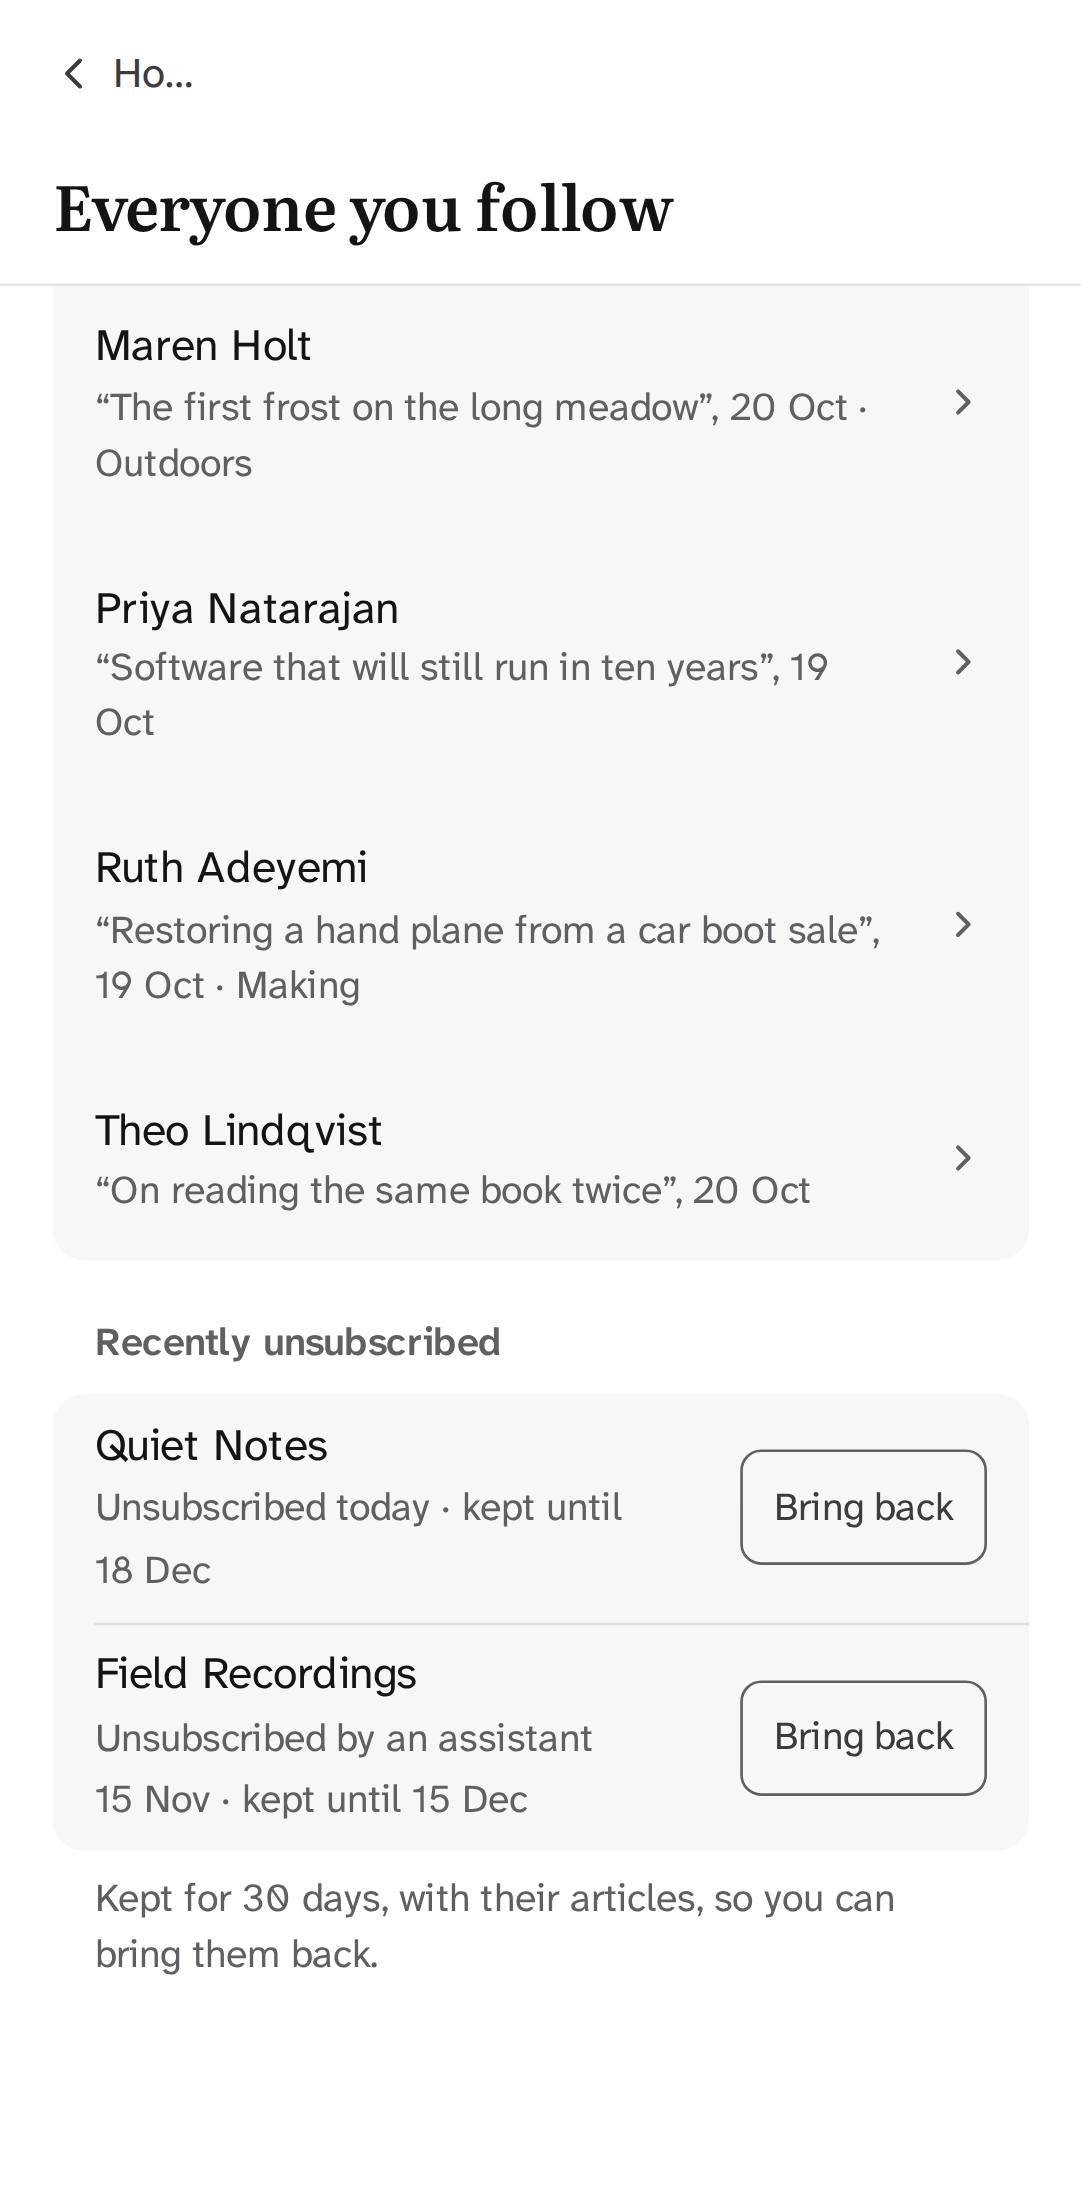 Ho...
Everyone you follow
Maren Holt
“The first frost on the long meadow”, 20 Oct ·
Outdoors
Priya Natarajan
“Software that will still run in ten years”, 19
Oct
Ruth Adeyemi
“Restoring a hand plane from a car boot sale”,
19 Oct · Making
Theo Lindqvist
“On reading the same book twice”, 20 Oct
Recently unsubscribed
Quiet Notes
Unsubscribed today · kept until
18 Dec
Bring back
Field Recordings
Unsubscribed by an assistant
15 Nov · kept until 15 Dec
Bring back
Kept for 30 days, with their articles, so you can
bring them back.